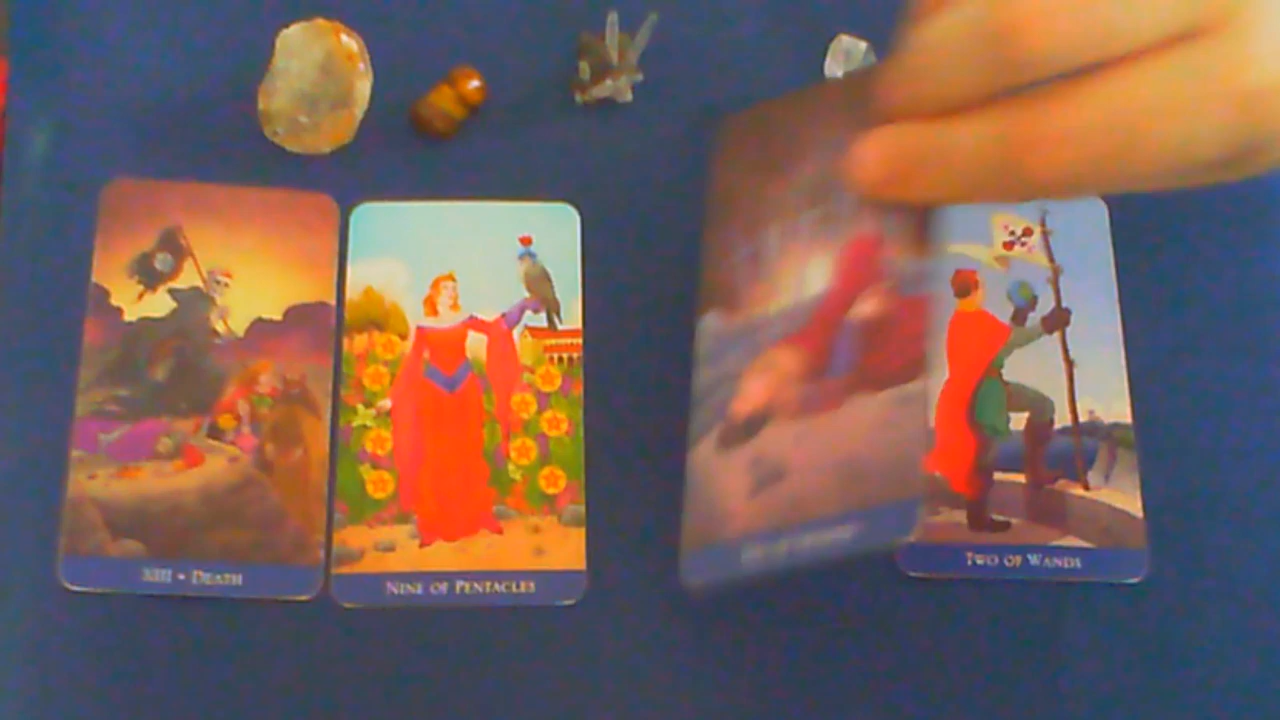 XIII • DEATH
NINE OF PENTACLES
TWO OF WANDS